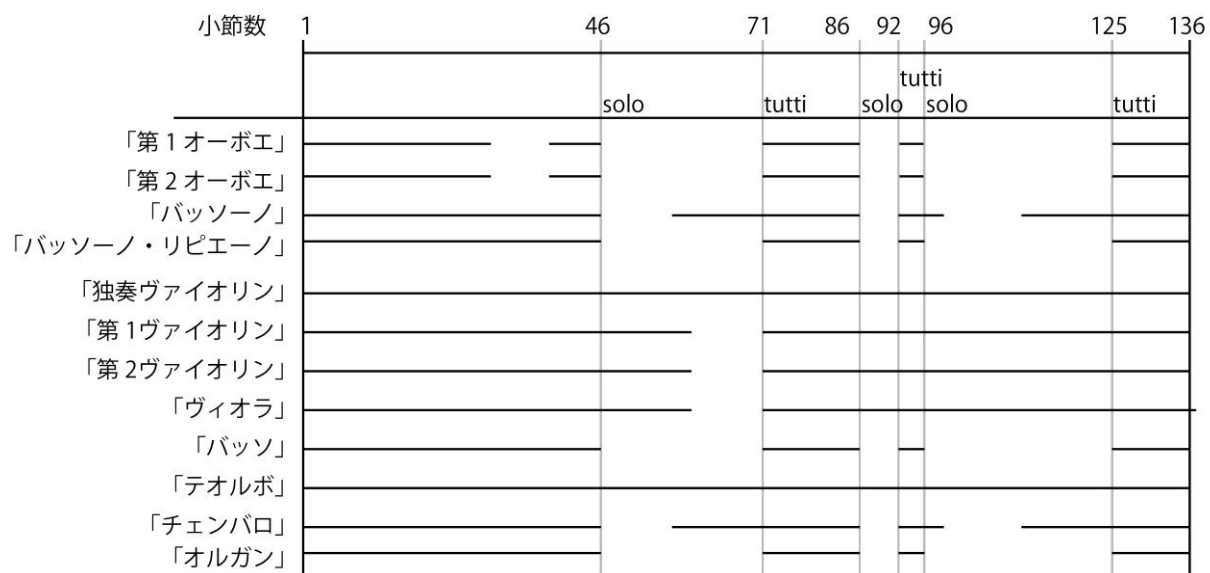 小節数 1 46 71 86 92 96 125 136
tutti
solo tutti solo solo tutti
「第 1 オーボエ」
「第 2 オーボエ」
「バッソーノ」
「バッソーノ・リピエーノ」
「独奏ヴァイオリン」
「第 1ヴァイオリン」
「第 2ヴァイオリン」
「ヴィオラ」
「バッソ」
「テオルボ」
「チェンバロ」
「オルガン」